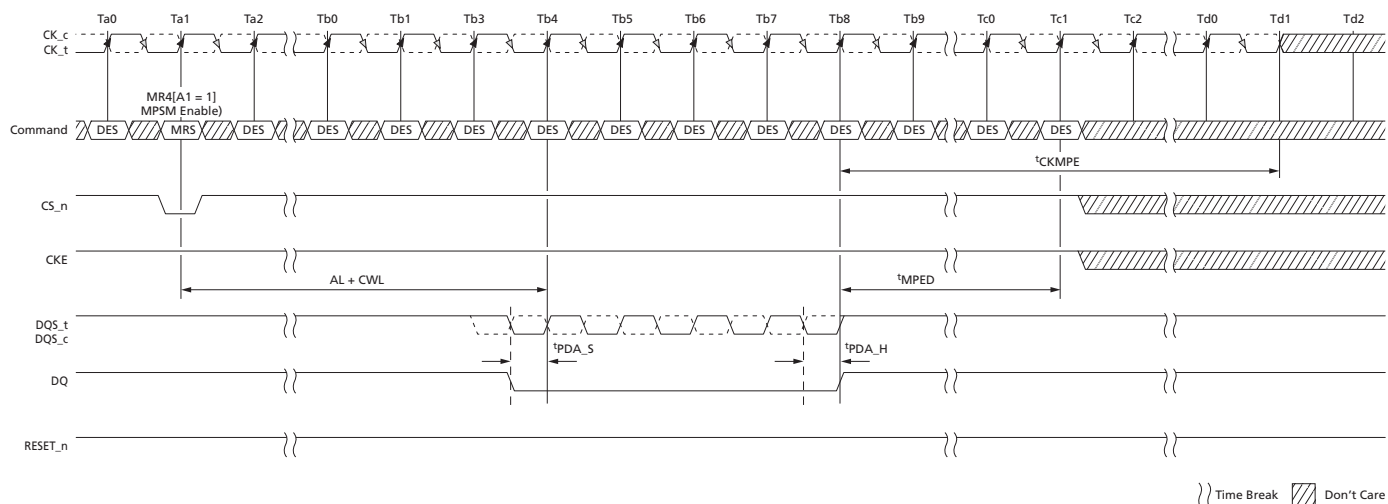 Ta0 Ta1 Ta2 Tb0 Tb1 Tb2 Tb3 Tb4 Tb5 Tb6 Tb7 Tb8 Tb9 Tc0 Tc1 Tc2 Td0 Td1 Td2
CK_c
CK_t
MR4[A1 = 1]
MPSM Enable)
Command DES MRS DES DES DES DES DES DES DES DES DES DES DES DES
tCKMPE
CS_n
CKE
AL + CWL tMPED
DQS_t
DQS_c
tPDA_S tPDA_H
DQ
RESET_n
Time Break Don't Care